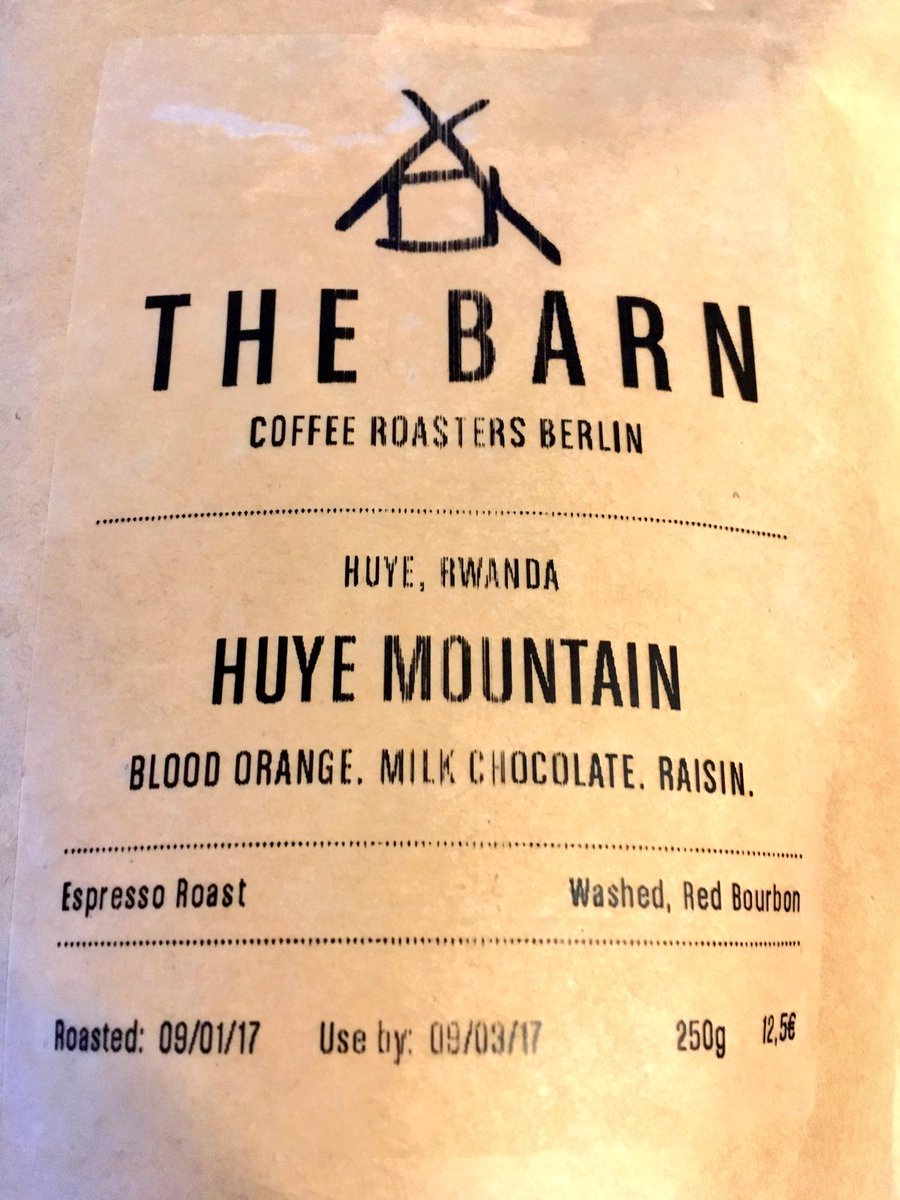 THE BARN
COFFEE ROASTERS BERLIN
HUYE, RWANDA
HUYE MOUNTAIN
BLOOD ORANGE. MILK CHOCOLATE. RAISIN.
Espresso Roast Washed, Red Bourbon
Roasted: 09/01/17 Use by: 09/03/17 250g 12,5€